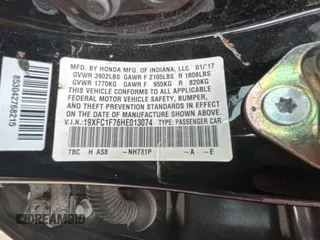 MFD. BY HONDA MFG. OF INDIANA, LLC 01/'17
GVWR 3902LBS GAWR F 2105LBS R 1808LBS
GVWR 1770KG GAWR F 955KG R 820KG
THIS VEHICLE CONFORMS TO ALL APPLICABLE
FEDERAL MOTOR VEHICLE SAFETY, BUMPER,
AND THEFT PREVENTION STANDARDS IN EFFECT
ON THE DATE OF MANUFACTURE SHOWN ABOVE.
V.I.N.: 19XFC1F76HE013074 TYPE: PASSENGER CAR
TBC H AS8 -NH731P -A -E
853042768215
IDREAMBID